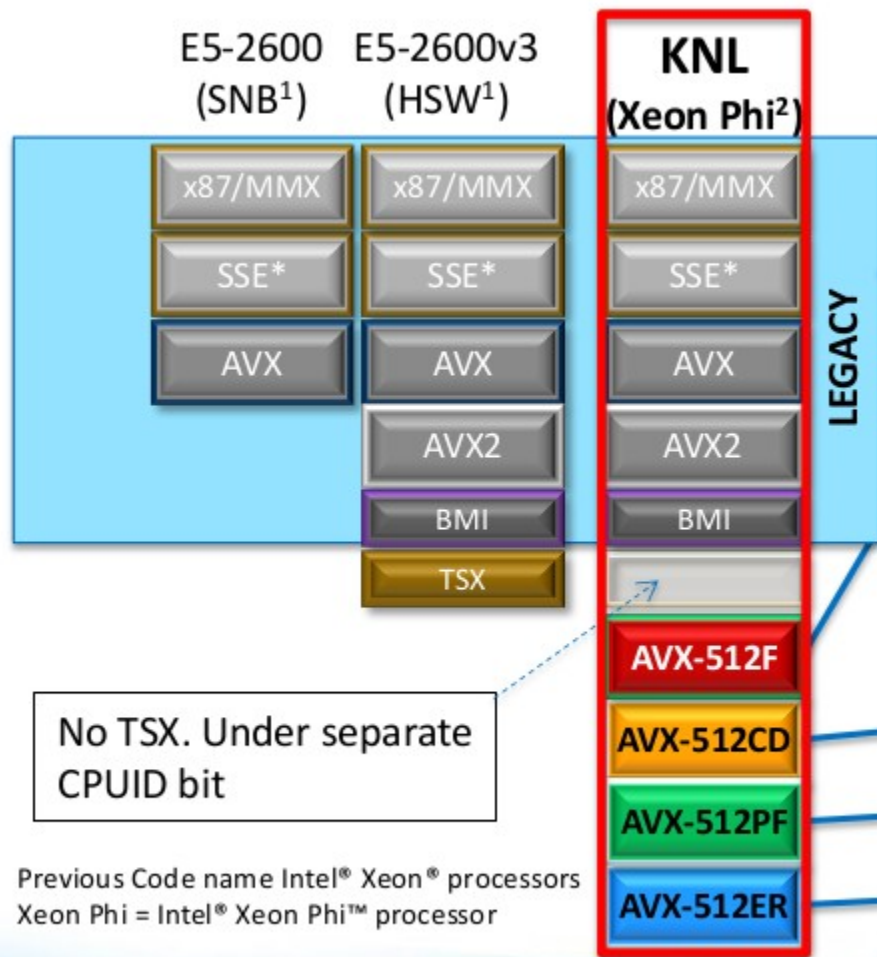 E5-2600
(SNB¹)
E5-2600v3
(HSW¹)
KNL
(Xeon Phi²)
x87/MMX
x87/MMX
x87/MMX
SSE*
SSE*
SSE*
AVX
AVX
AVX
AVX2
AVX2
BMI
BMI
LEGACY
TSX
AVX-512F
No TSX. Under separate
CPUID bit
AVX-512CD
AVX-512PF
AVX-512ER
Previous Code name Intel® Xeon® processors
Xeon Phi = Intel® Xeon Phi™ processor